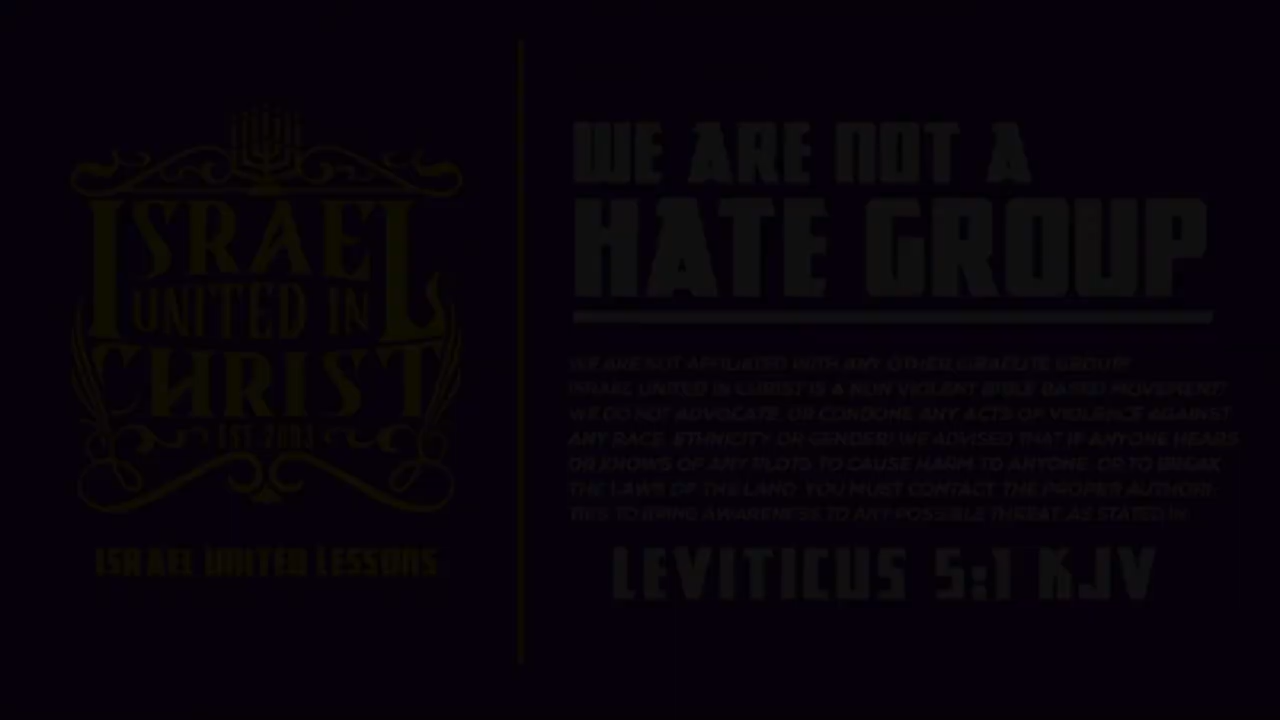 ISRAEL
UNITED IN
CHRIST
EST 2003
ISRAEL UNITED LESSONS
WE ARE NOT A
HATE GROUP
WE ARE NOT AFFILIATED WITH ANY OTHER ISRAELITE GROUP!
ISRAEL UNITED IN CHRIST IS A NON VIOLENT BIBLE BASED MOVEMENT!
WE DO NOT ADVOCATE, OR CONDONE ANY ACTS OF VIOLENCE AGAINST
ANY RACE, ETHNICITY OR GENDER! WE ADVISED THAT IF ANYONE HEARS
OR KNOWS OF ANY PLOTS TO CAUSE HARM TO ANYONE, OR TO BREAK
THE LAWS OF THE LAND, YOU MUST CONTACT THE PROPER AUTHORI-
TIES TO BRING AWARENESS TO ANY POSSIBLE THREAT, AS STATED IN
LEVITICUS 5:1 KJV